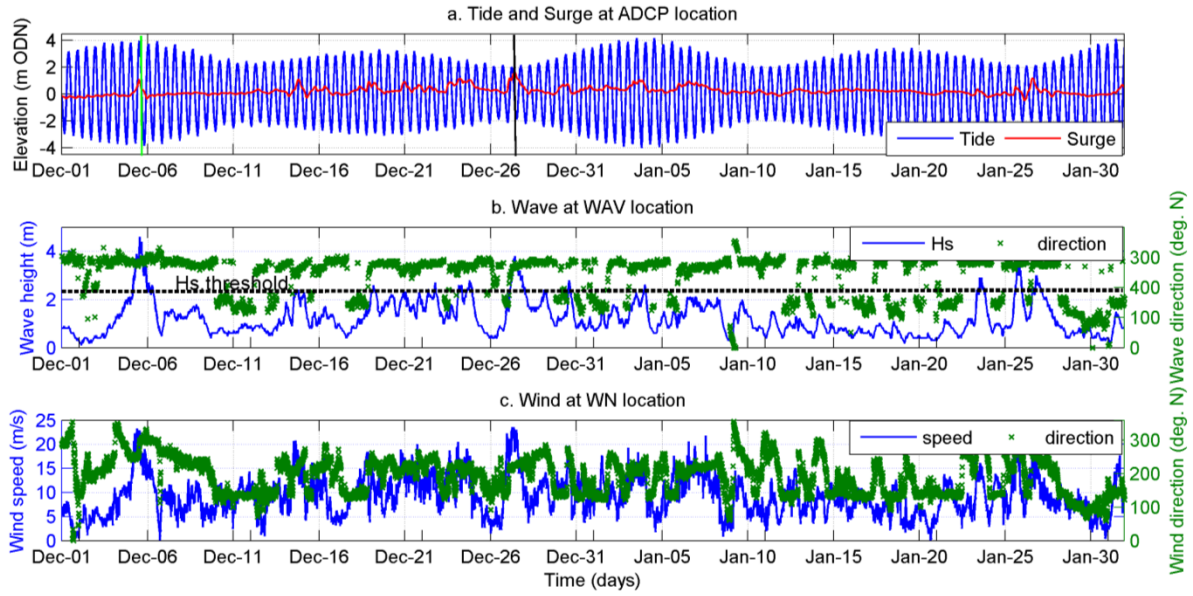 a. Tide and Surge at ADCP location
Elevation (m ODN)
4
2
0
-2
-4
Tide Surge
Dec-01 Dec-06 Dec-11 Dec-16 Dec-21 Dec-26 Dec-31 Jan-05 Jan-10 Jan-15 Jan-20 Jan-25 Jan-30
b. Wave at WAV location
Wave height (m)
4
2
0
Hs threshold
Hs direction
300
400
100
0
Wave direction (deg. N)
Dec-01 Dec-06 Dec-11 Dec-16 Dec-21 Dec-26 Dec-31 Jan-05 Jan-10 Jan-15 Jan-20 Jan-25 Jan-30
c. Wind at WN location
Wind speed (m/s)
25
20
15
10
5
0
speed direction
300
200
100
0
Wind direction (deg. N)
Dec-01 Dec-06 Dec-11 Dec-16 Dec-21 Dec-26 Dec-31 Jan-05 Jan-10 Jan-15 Jan-20 Jan-25 Jan-30
Time (days)